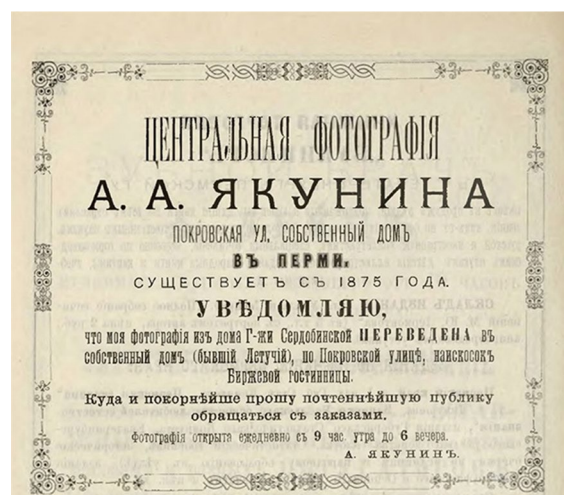 ЦЕНТРАЛЬНАЯ ФОТОГРАФІЯ
А. А. ЯКУНИНА
ПОКРОВСКАЯ УЛ, СОБСТВЕННЫЙ ДОМЪ
ВЪ ПЕРМИ.
СУЩЕСТВУЕТЪ СЪ 1875 ГОДА.
УВѢДОМЛЯЮ,
что моя фотографія изъ дома Г-жи Сердобинской ПЕРЕВЕДЕНА въ
собственный домъ (бывшій Летучій), по Покровской улицѣ, наискосокъ
Биржевой гостинницы.
Куда и покорнѣйше прошу почтеннѣйшую публику
обращаться съ заказами.
Фотографія открыта ежедневно съ 9 час утра до 6 вечера.
А. ЯКУНИНЪ.